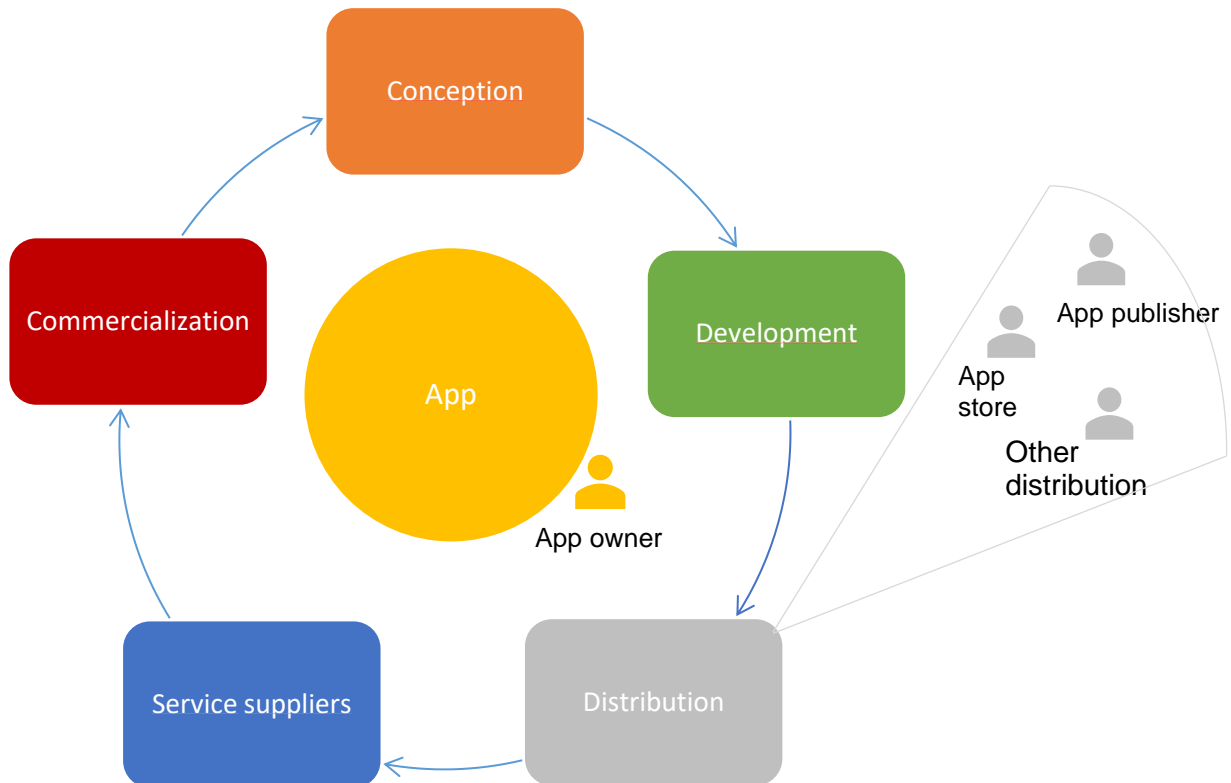 Conception
Commercialization
Development
App
App owner
App publisher
App
store
Other
distribution
Service suppliers
Distribution